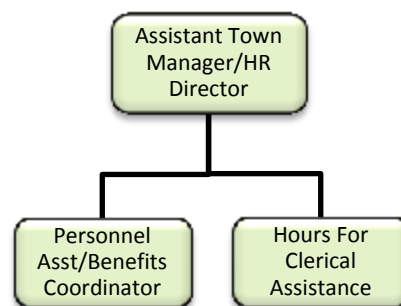 Assistant Town
Manager/HR
Director
Personnel
Asst/Benefits
Coordinator
Hours For
Clerical
Assistance